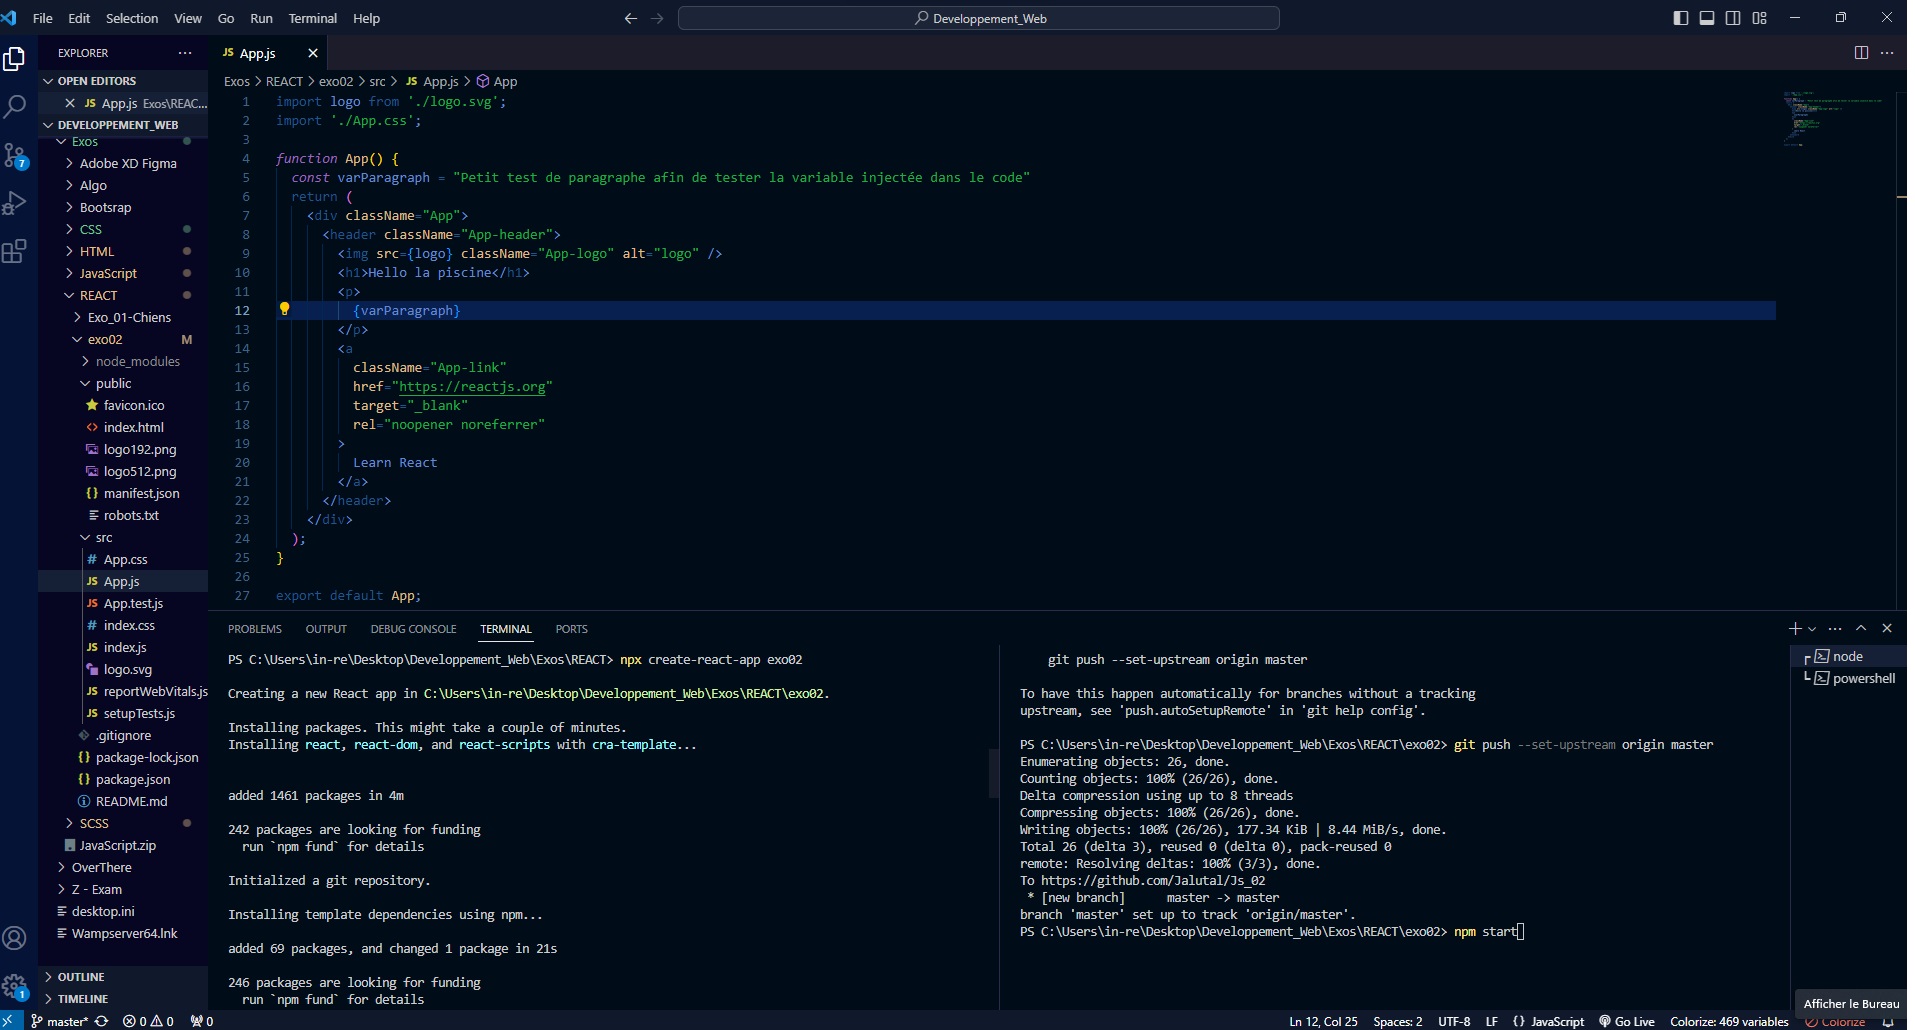 File Edit Selection View Go Run Terminal Help
Developpement_Web
EXPLORER
OPEN EDITORS
JS App.js Exos\REAC...
DEVELOPPEMENT_WEB
Exos
Adobe XD Figma
Algo
Bootsrap
CSS
HTML
JavaScript
REACT
Exo_01-Chiens
exo02 M
node_modules
public
favicon.ico
index.html
logo192.png
logo512.png
manifest.json
robots.txt
src
# App.css
JS App.js
JS App.test.js
# index.css
JS index.js
logo.svg
JS reportWebVitals.js
JS setupTests.js
.gitignore
{} package-lock.json
{} package.json
README.md
SCSS
JavaScript.zip
OverThere
Z - Exam
desktop.ini
Wampserver64.lnk
OUTLINE
TIMELINE
7
1
JS App.js
Exos > REACT > exo02 > src > JS App.js > App
1 import logo from './logo.svg';
2 import './App.css';
3
4 function App() {
5 const varParagraph = "Petit test de paragraphe afin de tester la variable injectée dans le code"
6 return (
7 <div className="App">
8 <header className="App-header">
9 <img src={logo} className="App-logo" alt="logo" />
10 <h1>Hello la piscine</h1>
11 <p>
12 {varParagraph}
13 </p>
14 <a
15 className="App-link"
16 href="https://reactjs.org"
17 target="_blank"
18 rel="noopener noreferrer"
19 >
20 Learn React
21 </a>
22 </header>
23 </div>
24 );
25 }
26
27 export default App;
PROBLEMS OUTPUT DEBUG CONSOLE TERMINAL PORTS
PS C:\Users\in-re\Desktop\Developpement_Web\Exos\REACT> npx create-react-app exo02
Creating a new React app in C:\Users\in-re\Desktop\Developpement_Web\Exos\REACT\exo02.
Installing packages. This might take a couple of minutes.
Installing react, react-dom, and react-scripts with cra-template...
added 1461 packages in 4m
242 packages are looking for funding
run `npm fund` for details
Initialized a git repository.
Installing template dependencies using npm...
added 69 packages, and changed 1 package in 21s
246 packages are looking for funding
run `npm fund` for details
git push --set-upstream origin master
To have this happen automatically for branches without a tracking
upstream, see 'push.autoSetupRemote' in 'git help config'.
PS C:\Users\in-re\Desktop\Developpement_Web\Exos\REACT\exo02> git push --set-upstream origin master
Enumerating objects: 26, done.
Counting objects: 100% (26/26), done.
Delta compression using up to 8 threads
Compressing objects: 100% (26/26), done.
Writing objects: 100% (26/26), 177.34 KiB | 8.44 MiB/s, done.
Total 26 (delta 3), reused 0 (delta 0), pack-reused 0
remote: Resolving deltas: 100% (3/3), done.
To https://github.com/Jalutal/Js_02
* [new branch] master -> master
branch 'master' set up to track 'origin/master'.
PS C:\Users\in-re\Desktop\Developpement_Web\Exos\REACT\exo02> npm start
node
powershell
Afficher le Bureau
master* 0 0 0
Ln 12, Col 25 Spaces: 2 UTF-8 LF {} JavaScript Go Live Colorize: 469 variables Colorize